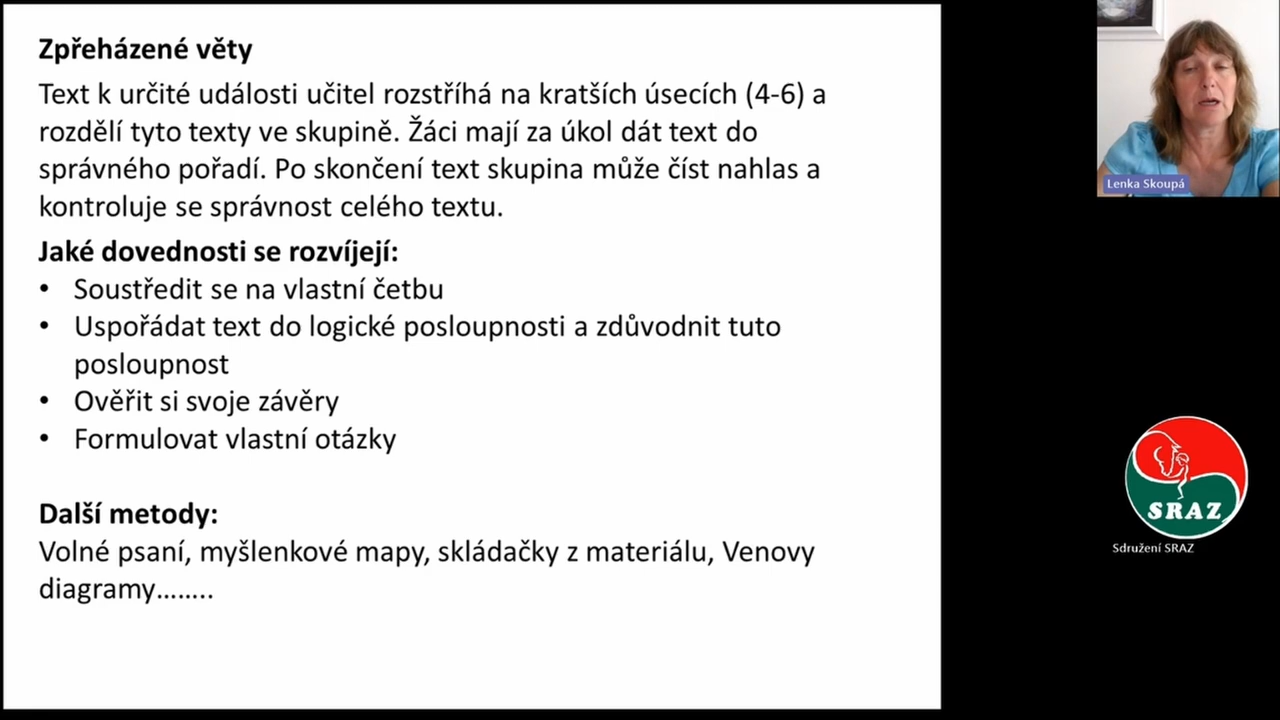 Zpřeházené věty
Text k určité události učitel rozstříhá na kratších úsecích (4-6) a
rozdělí tyto texty ve skupině. Žáci mají za úkol dát text do
správného pořadí. Po skončení text skupina může číst nahlas a
kontroluje se správnost celého textu.
Jaké dovednosti se rozvíjejí:
• Soustředit se na vlastní četbu
• Uspořádat text do logické posloupnosti a zdůvodnit tuto
posloupnost
• Ověřit si svoje závěry
• Formulovat vlastní otázky
Další metody:
Volné psaní, myšlenkové mapy, skládačky z materiálu, Venovy
diagramy……..
Lenka Skoupá
SRAZ
Sdružení SRAZ